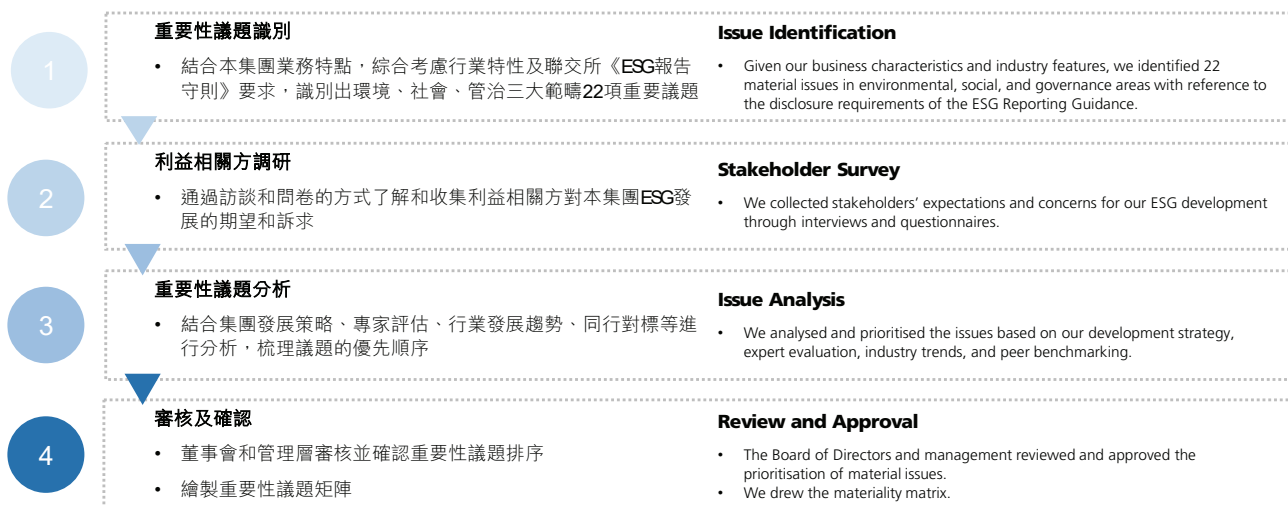 1
重要性議題識別
• 結合本集團業務特點，綜合考慮行業特性及聯交所《ESG報告
守則》要求，識別出環境、社會、管治三大範疇22項重要議題
Issue Identification
• Given our business characteristics and industry features, we identified 22
material issues in environmental, social, and governance areas with reference to
the disclosure requirements of the ESG Reporting Guidance.
2
利益相關方調研
• 通過訪談和問卷的方式了解和收集利益相關方對本集團ESG發
展的期望和訴求
Stakeholder Survey
• We collected stakeholders’ expectations and concerns for our ESG development
through interviews and questionnaires.
3
重要性議題分析
• 結合集團發展策略、專家評估、行業發展趨勢、同行對標等進
行分析，梳理議題的優先順序
Issue Analysis
• We analysed and prioritised the issues based on our development strategy,
expert evaluation, industry trends, and peer benchmarking.
4
審核及確認
• 董事會和管理層審核並確認重要性議題排序
• 繪製重要性議題矩陣
Review and Approval
• The Board of Directors and management reviewed and approved the
prioritisation of material issues.
• We drew the materiality matrix.